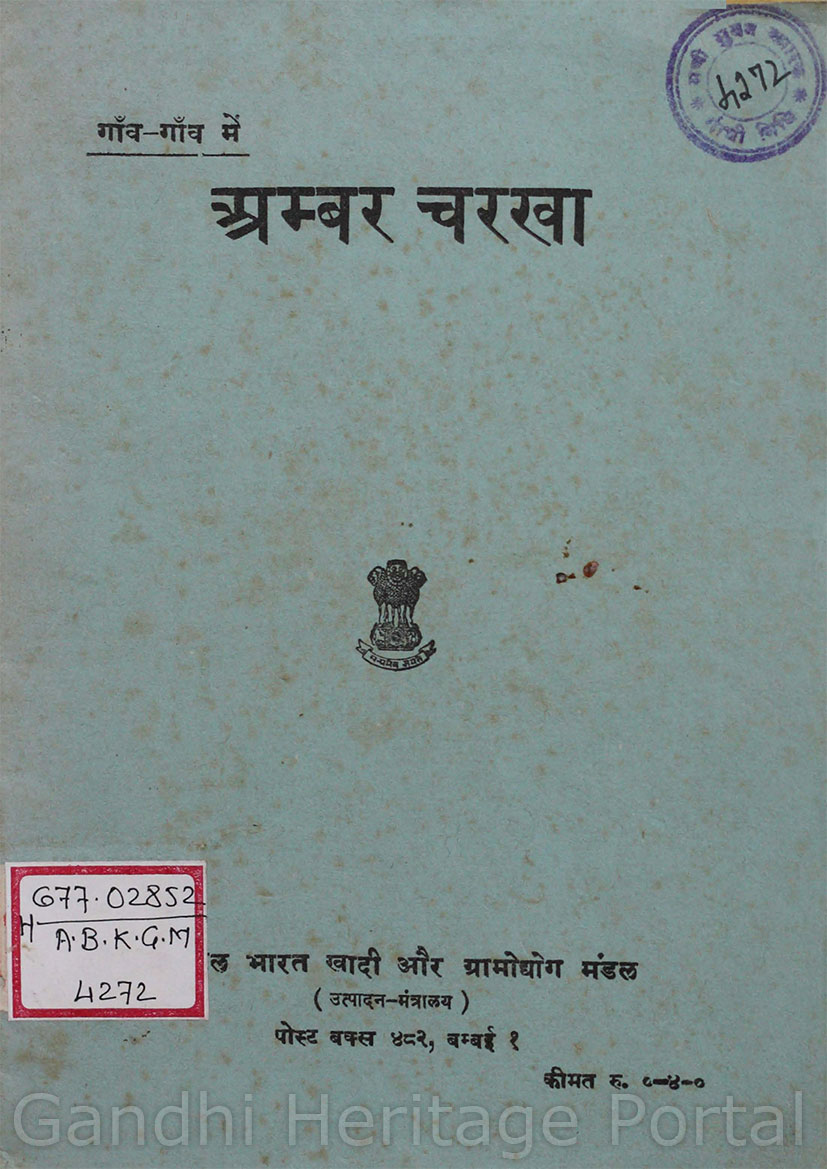 ४२७२
गाँधी निधि
गाँव-गाँव में
अम्बर चरखा
सत्यमेव जयते
677.02852
H
A.B.K.G.M
4272
ल भारत खादी और ग्रामोद्योग मंडल
(उत्पादन-मंत्रालय)
पोस्ट बक्स ४८२, बम्बई १
कीमत रु. ०-४-०
Gandhi Heritage Portal